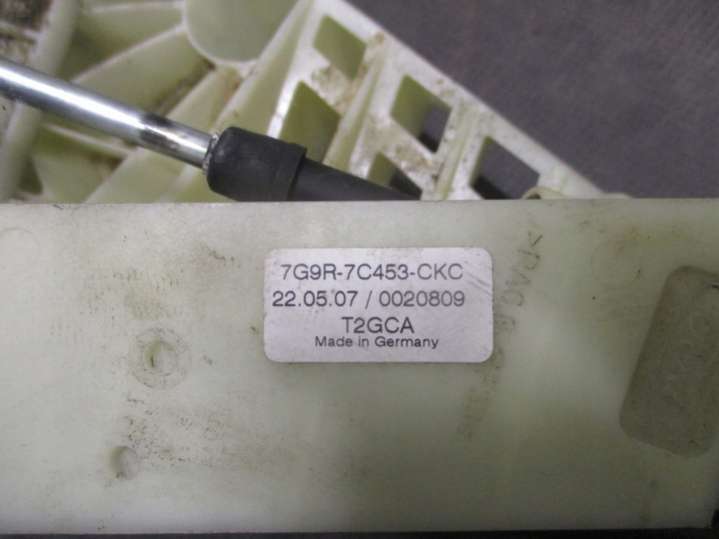 7G9R-7C453-CKC
22.05.07 / 0020809
T2GCA
Made in Germany